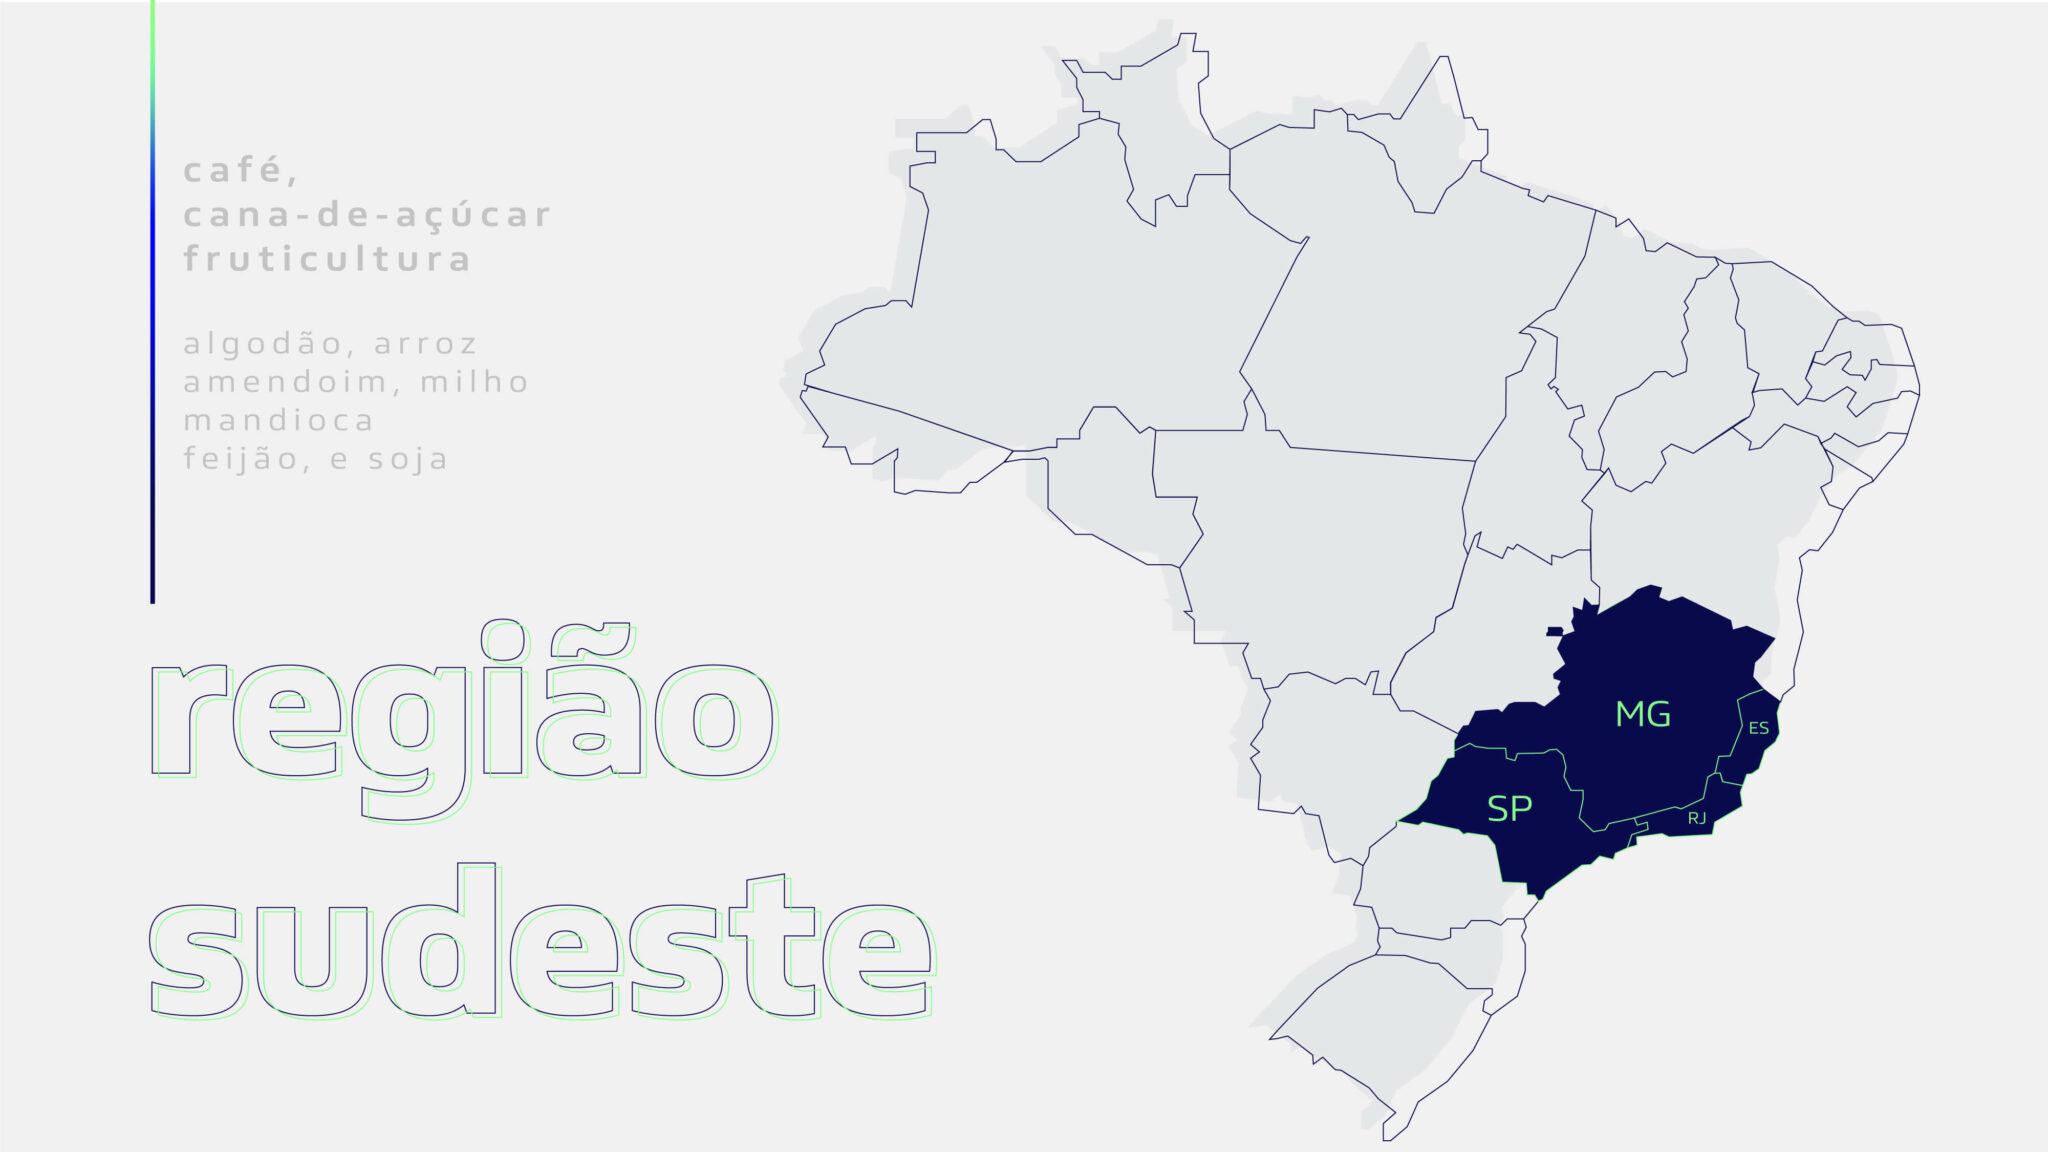 café,
cana-de-açúcar
fruticultura
algodão, arroz
amendoim, milho
mandioca
feijão, e soja
região
sudeste
MG
ES
SP
RJ